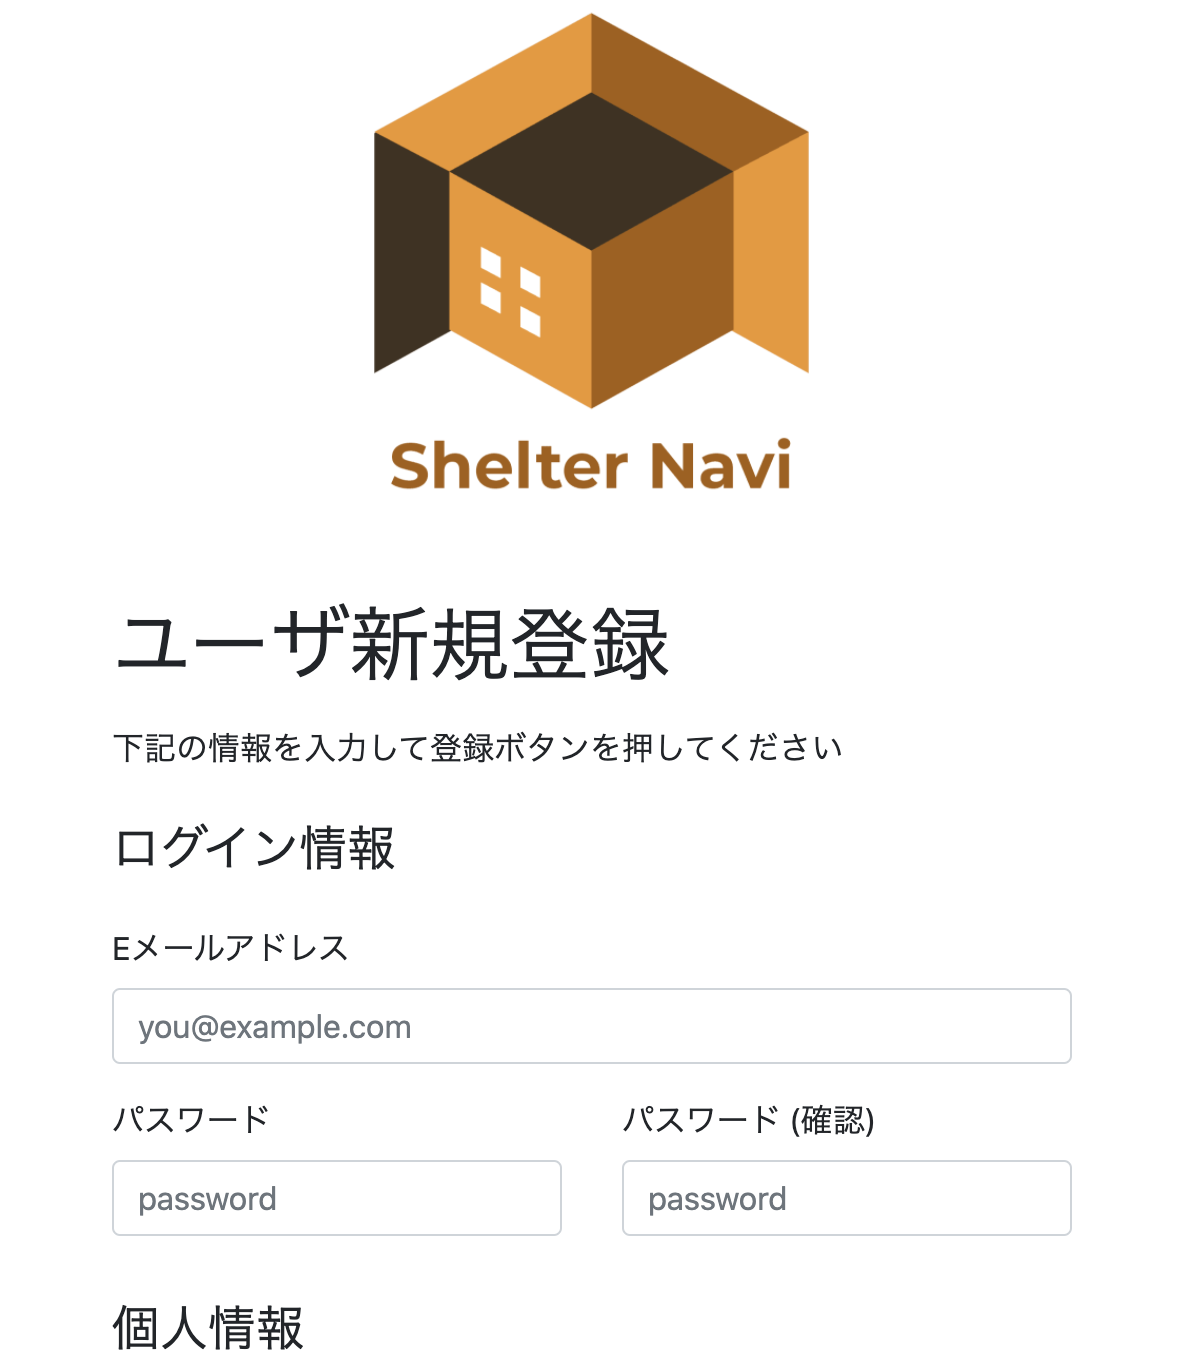 Shelter Navi
ユーザ新規登録
下記の情報を入力して登録ボタンを押してください
ログイン情報
Eメールアドレス
you@example.com
パスワード
パスワード (確認)
password
password
個人情報